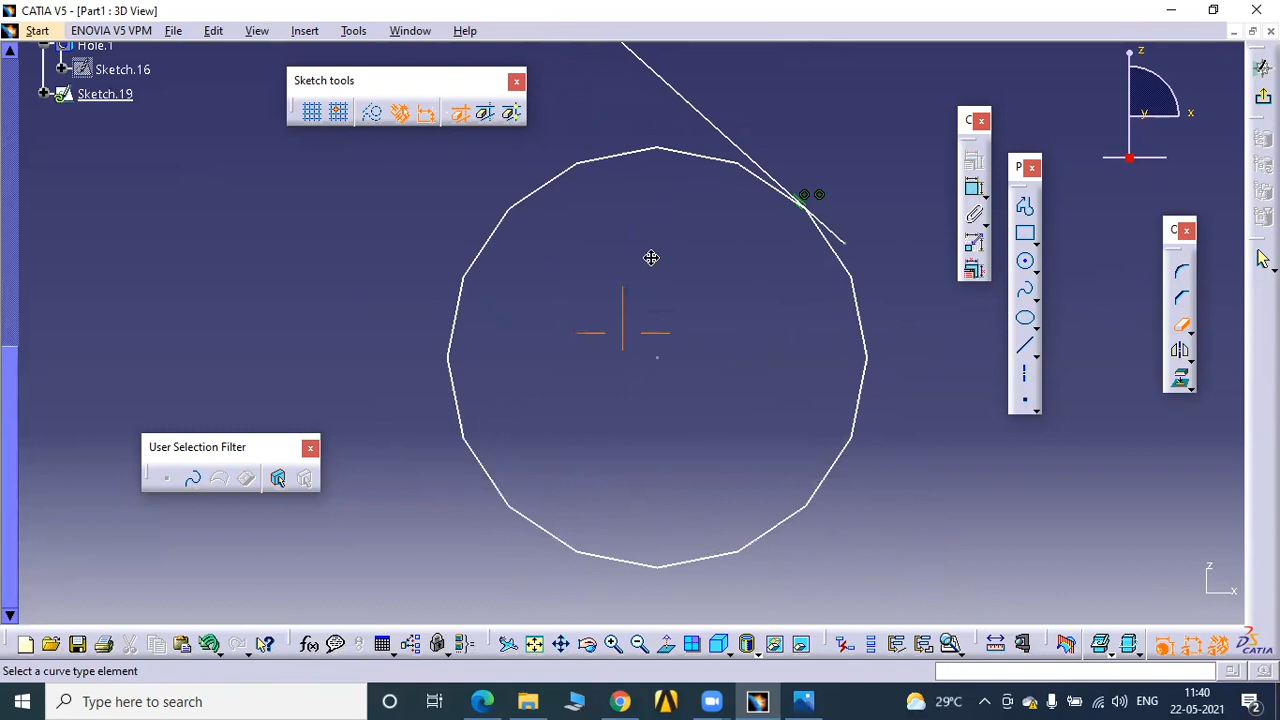 CATIA V5 - [Part1 : 3D View]
Start ENOVIA V5 VPM File Edit View Insert Tools Window Help
Hole.1
Sketch.16
Sketch.19
Sketch tools
z
y
x
C
P
C
User Selection Filter
z
x
f(x)
CATIA
Select a curve type element
Type here to search
29°C
ENG
11:40
22-05-2021
2